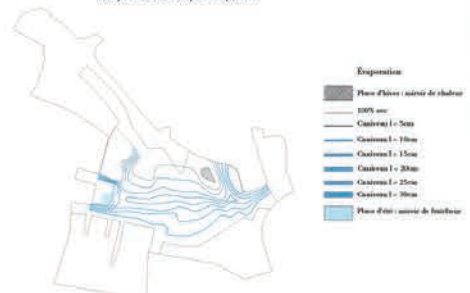 Évaporation
Place d'hiver : miroir de chaleur
100% sec
Caniveau l = 5cm
Caniveau l = 10cm
Caniveau l = 15cm
Caniveau l = 20cm
Caniveau l = 25cm
Caniveau l = 30cm
Place d'été : miroir de fraîcheur